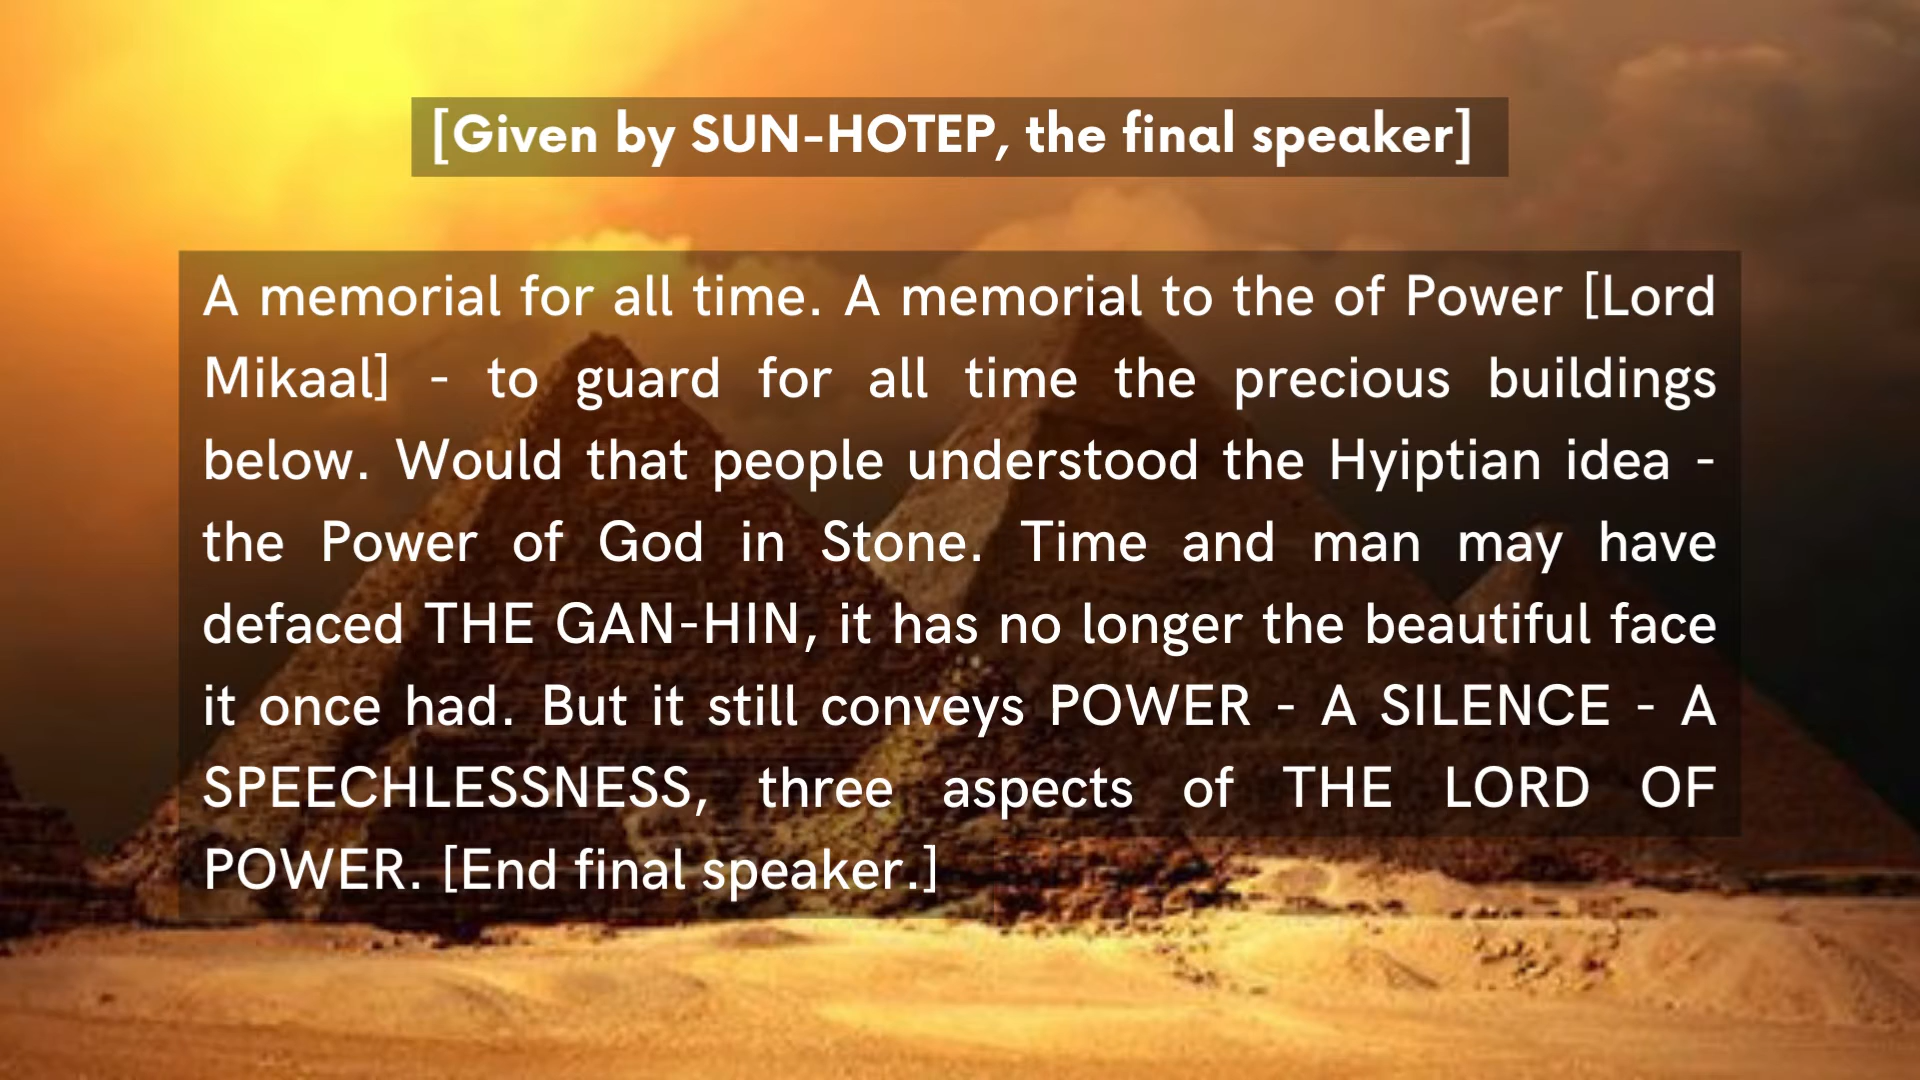 [Given by SUN-HOTEP, the final speaker]
A memorial for all time. A memorial to the of Power [Lord
Mikaal] - to guard for all time the precious buildings
below. Would that people understood the Hyiptian idea -
the Power of God in Stone. Time and man may have
defaced THE GAN-HIN, it has no longer the beautiful face
it once had. But it still conveys POWER - A SILENCE - A
SPEECHLESSNESS, three aspects of THE LORD OF
POWER. [End final speaker.]